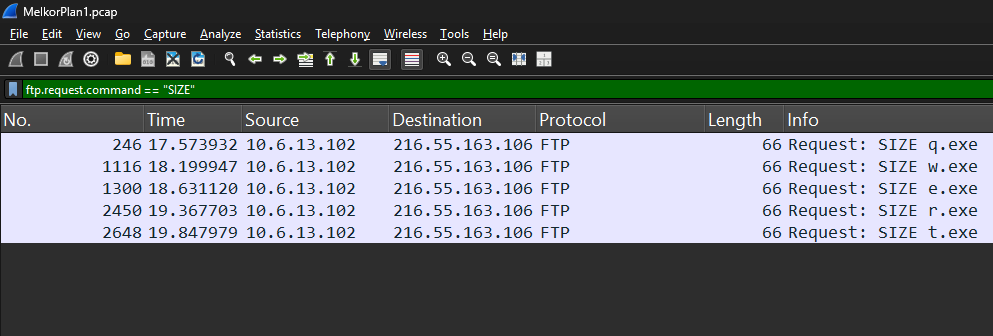 MelkorPlan1.pcap
File Edit View Go Capture Analyze Statistics Telephony Wireless Tools Help
ftp.request.command == "SIZE"
No. Time Source Destination Protocol Length Info
246 17.573932 10.6.13.102 216.55.163.106 FTP 66 Request: SIZE q.exe
1116 18.199947 10.6.13.102 216.55.163.106 FTP 66 Request: SIZE w.exe
1300 18.631120 10.6.13.102 216.55.163.106 FTP 66 Request: SIZE e.exe
2450 19.367703 10.6.13.102 216.55.163.106 FTP 66 Request: SIZE r.exe
2648 19.847979 10.6.13.102 216.55.163.106 FTP 66 Request: SIZE t.exe